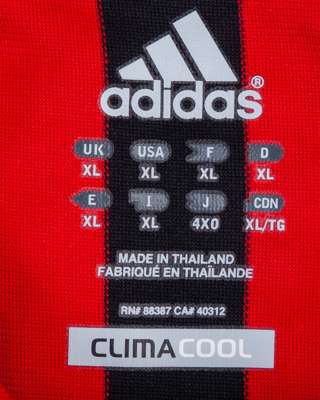 adidas®
UK USA F D
XL XL XL XL
E I J CDN
XL XL 4XO XL/TG
MADE IN THAILAND
FABRIQUÉ EN THAÏLANDE
RN# 88387 CA# 40312
CLIMACOOL